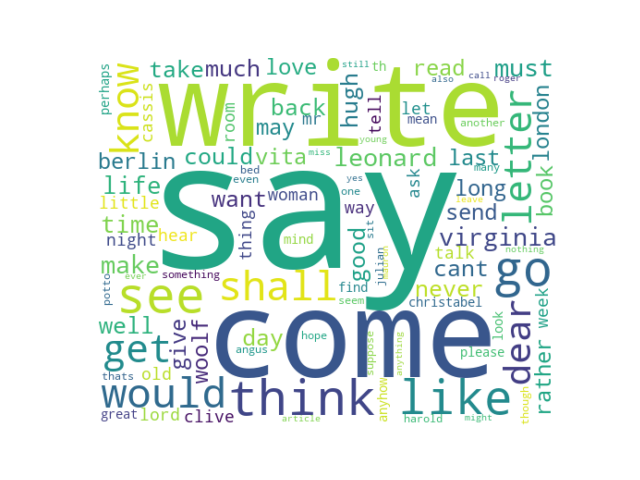 still
perhaps
take
much
love
th
read
also
call
roger
must
know
cassis
write
room
back
may
mr
hugh
tell
let
mean
another
letter
london
young
berlin
could
vita
miss
leonard
last
many
book
life
little
bed
even
want
woman
yes
one
way
ask
long
send
leave
time
night
hear
say
thing
mind
good
sit
julian
virginia
talk
nothing
make
something
see
shall
find
seem
never
cant
go
potto
ever
christabel
come
look
week
well
get
give
woolf
day
angus
hope
suppose
anything
please
dear
rather
thats
old
would
think
anyhow
like
great
lord
clive
article
harold
might
though